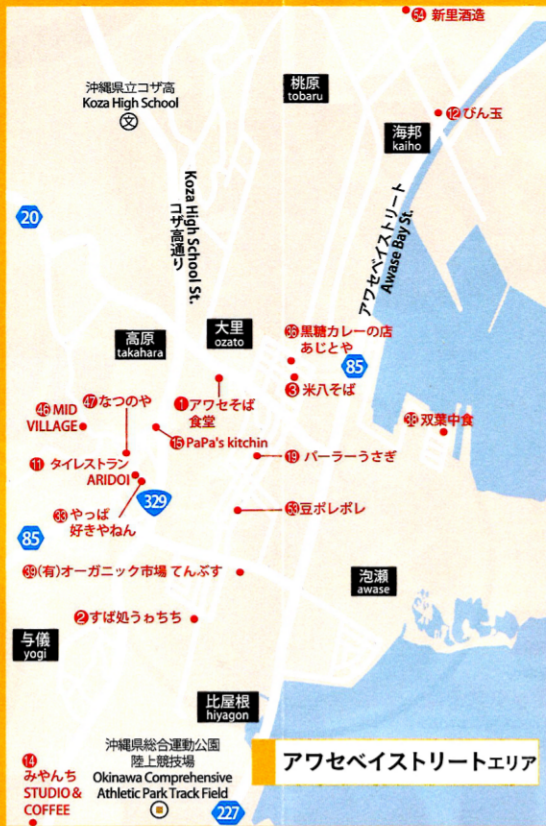 54 新里酒造
沖縄県立コザ高
Koza High School
文
桃原
tobaru
12 びん玉
海邦
kaiho
20
Koza High School St.
コザ高通り
アワセベイストリート
Awase Bay St.
高原
takahara
大里
ozato
36 黒糖カレーの店
あじとや
85
3 米八そば
47 なつのや
46 MID
VILLAGE
1 アワセそば
食堂
38 双葉中食
15 PaPa's kitchin
19 パーラーうさぎ
11 タイレストラン
ARIDOI
329
33 やっぱ
好きやねん
53 豆ポレポレ
85
39 (有)オーガニック市場 てんぶす
泡瀬
awase
2 すば処うわちち
与儀
yogi
比屋根
hiyagon
沖縄県総合運動公園
陸上競技場
Okinawa Comprehensive
Athletic Park Track Field
アワセベイストリートエリア
14
みやんち
STUDIO &
COFFEE
227